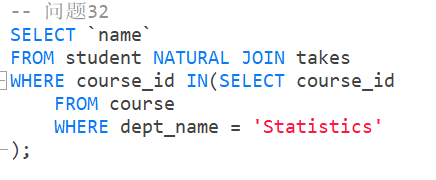 -- 问题32
SELECT `name`
FROM student NATURAL JOIN takes
WHERE course_id IN(SELECT course_id
    FROM course
    WHERE dept_name = 'Statistics'
);